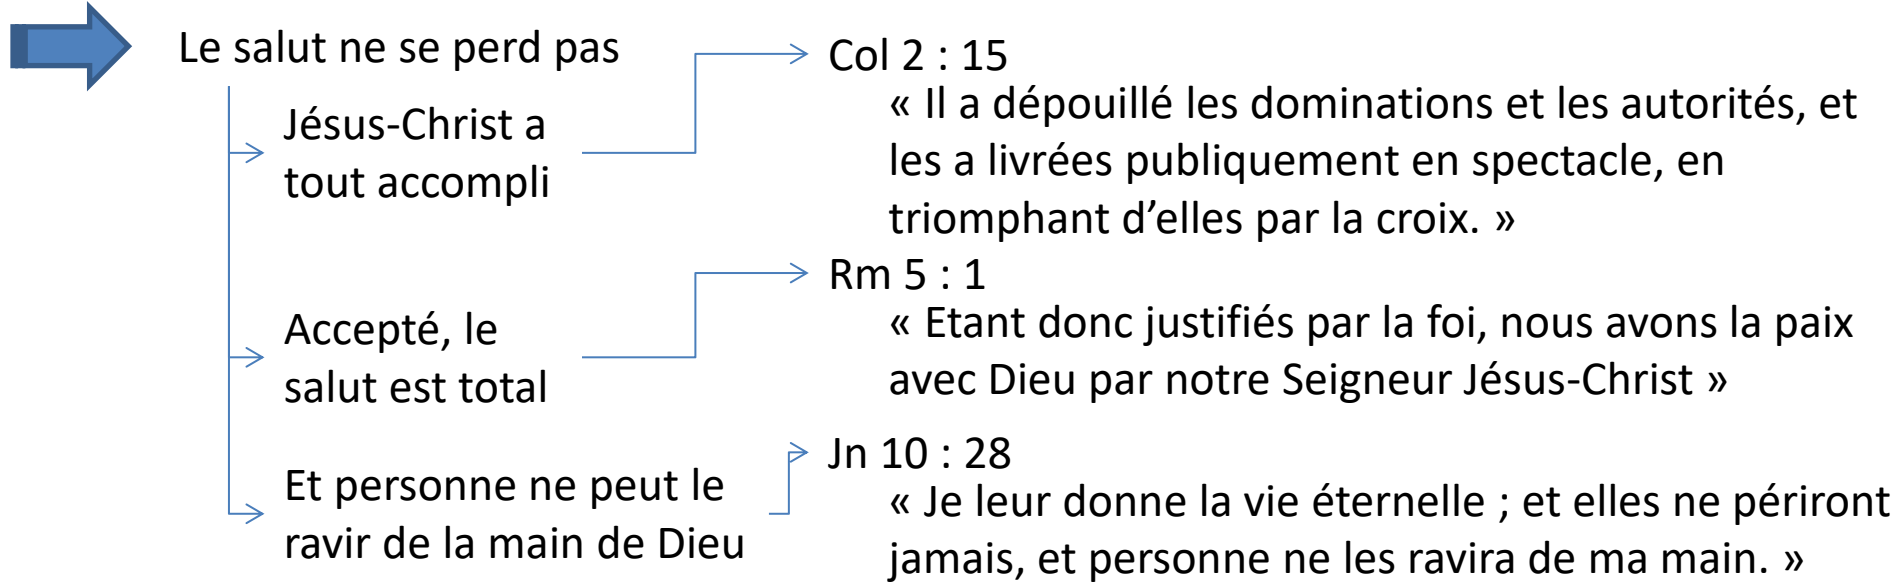 Le salut ne se perd pas
Jésus-Christ a
tout accompli
Col 2 : 15
« Il a dépouillé les dominations et les autorités, et
les a livrées publiquement en spectacle, en
triomphant d’elles par la croix. »
Accepté, le
salut est total
Rm 5 : 1
« Etant donc justifiés par la foi, nous avons la paix
avec Dieu par notre Seigneur Jésus-Christ »
Et personne ne peut le
ravir de la main de Dieu
Jn 10 : 28
« Je leur donne la vie éternelle ; et elles ne périront
jamais, et personne ne les ravira de ma main. »